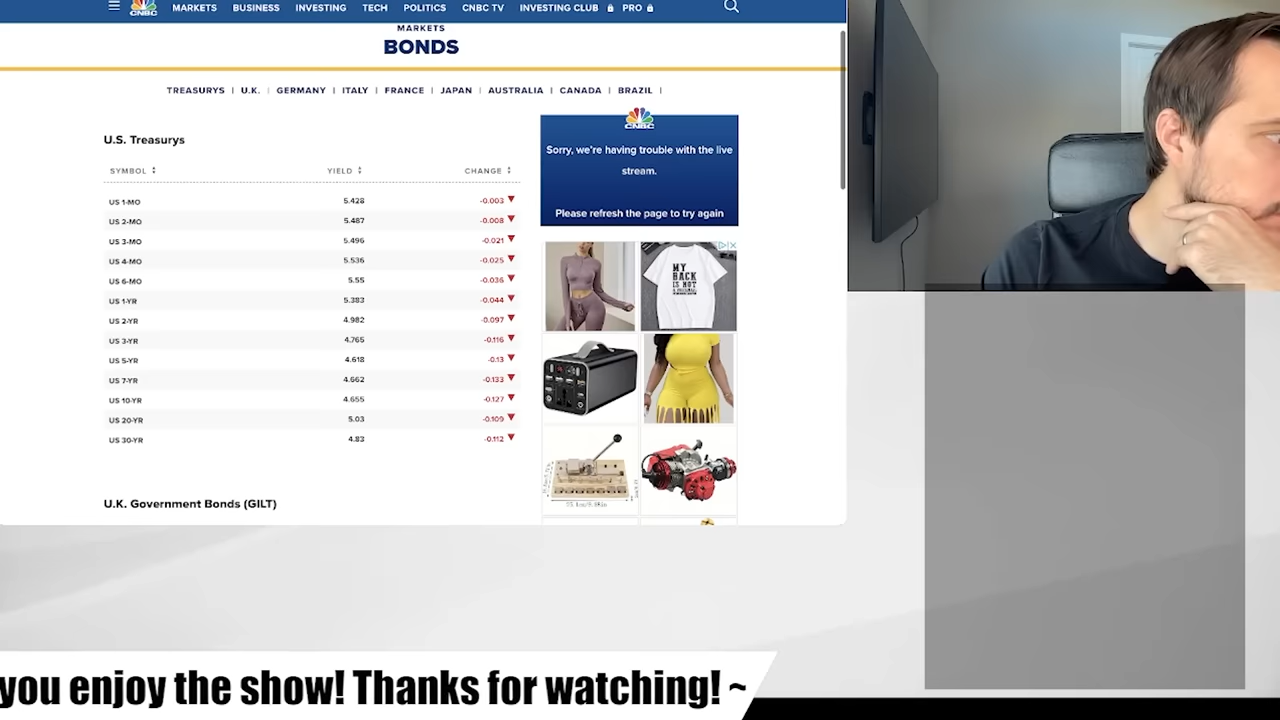 MARKETS BUSINESS INVESTING TECH POLITICS CNBC TV INVESTING CLUB PRO
CNBC
MARKETS
BONDS
TREASURYS | U.K. | GERMANY | ITALY | FRANCE | JAPAN | AUSTRALIA | CANADA | BRAZIL |
U.S. Treasurys
SYMBOL YIELD CHANGE
US 1-MO 5.428 -0.003
US 2-MO 5.487 -0.008
US 3-MO 5.496 -0.021
US 4-MO 5.536 -0.025
US 6-MO 5.55 -0.036
US 1-YR 5.383 -0.044
US 2-YR 4.982 -0.097
US 3-YR 4.765 -0.116
US 5-YR 4.618 -0.13
US 7-YR 4.662 -0.133
US 10-YR 4.655 -0.127
US 20-YR 5.03 -0.109
US 30-YR 4.83 -0.112
U.K. Government Bonds (GILT)
CNBC
Sorry, we're having trouble with the live
stream.
Please refresh the page to try again
MY
BACK
IS NOT
you enjoy the show! Thanks for watching! ~